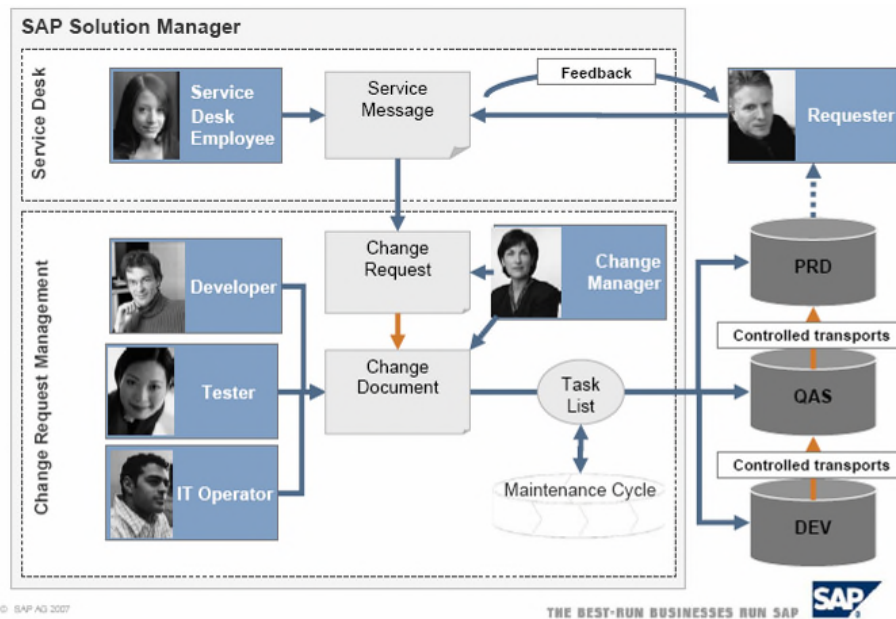 SAP Solution Manager
Service Desk
Service
Desk
Employee
Service
Message
Feedback
Requester
Change Request Management
Developer
Tester
IT Operator
Change
Request
Change
Manager
Change
Document
Task
List
Maintenance Cycle
PRD
Controlled transports
QAS
Controlled transports
DEV
© SAP AG 2007
THE BEST-RUN BUSINESSES RUN SAP
SAP